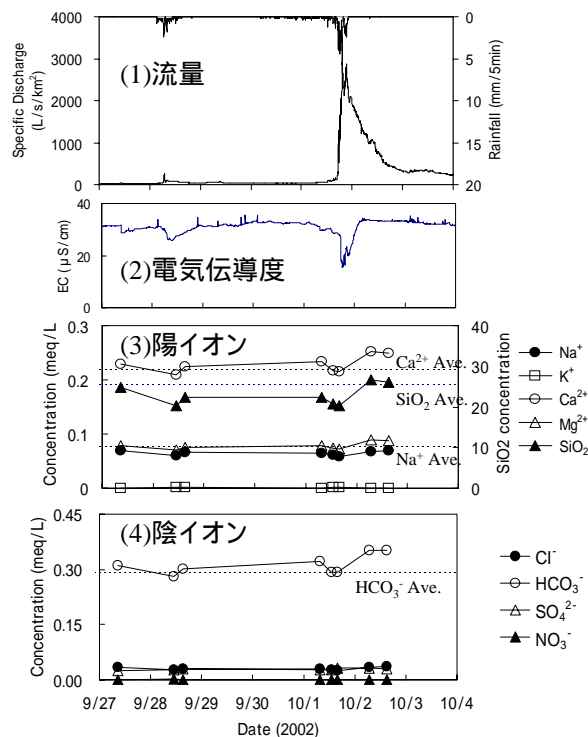 4000
3000
2000
1000
0
Specific Discharge
(L/s/km²)
(1)流量
0
5
10
15
20
Rainfall (mm/5min)
60
40
20
0
EC (μS/cm)
(2)電気伝導度
0.3
0.2
0.1
0
Concentration (meq/L)
(3)陽イオン
Ca²⁺ Ave.
SiO₂ Ave.
Na⁺ Ave.
40
30
20
10
0
SiO2 concentration
Na⁺
K⁺
Ca²⁺
Mg²⁺
SiO₂
0.45
0.30
0.15
0.00
Concentration (meq/L)
(4)陰イオン
HCO₃⁻ Ave.
Cl⁻
HCO₃⁻
SO₄²⁻
NO₃⁻
9/27 9/28 9/29 9/30 10/1 10/2 10/3 10/4
Date (2002)